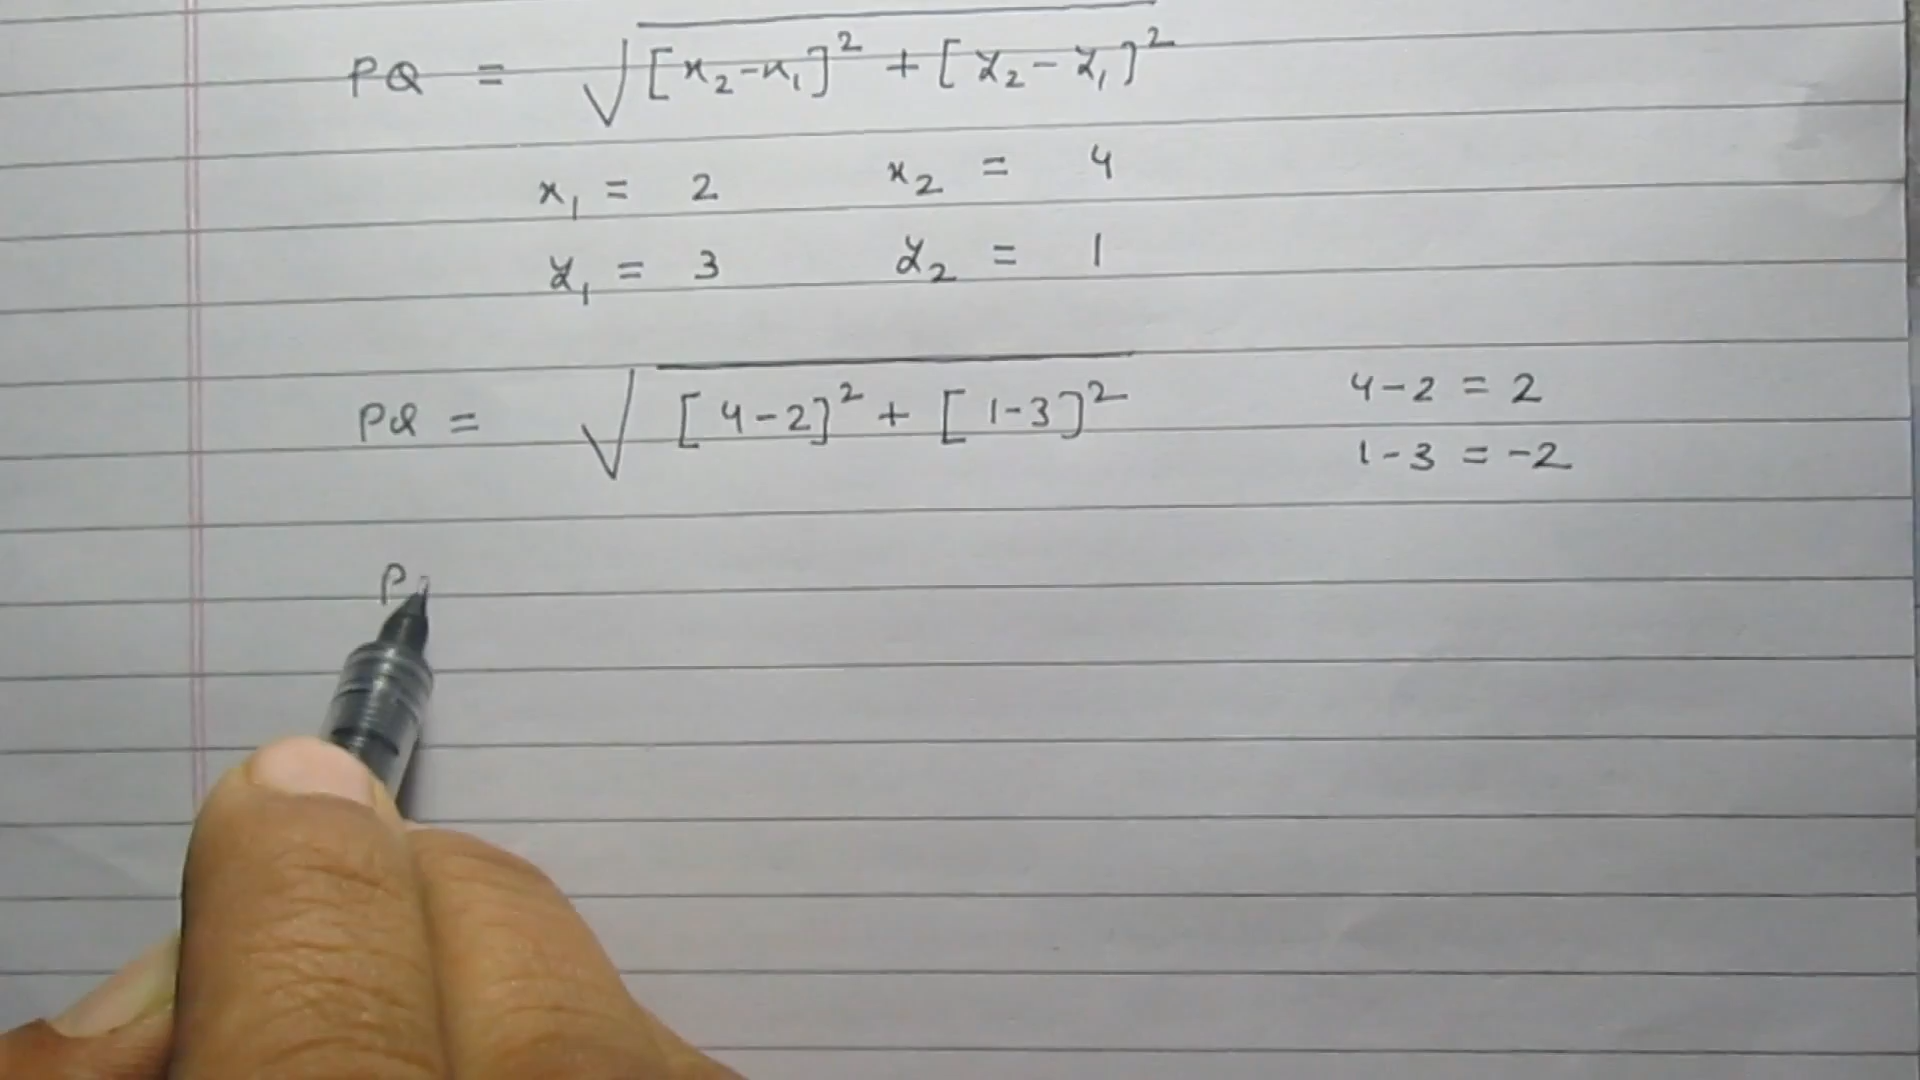 PQ = √[x₂-x₁]² + [y₂-y₁]²
x₁ = 2 x₂ = 4
y₁ = 3 y₂ = 1
PQ = √[4-2]² + [1-3]² 4-2 = 2
1-3 = -2
P